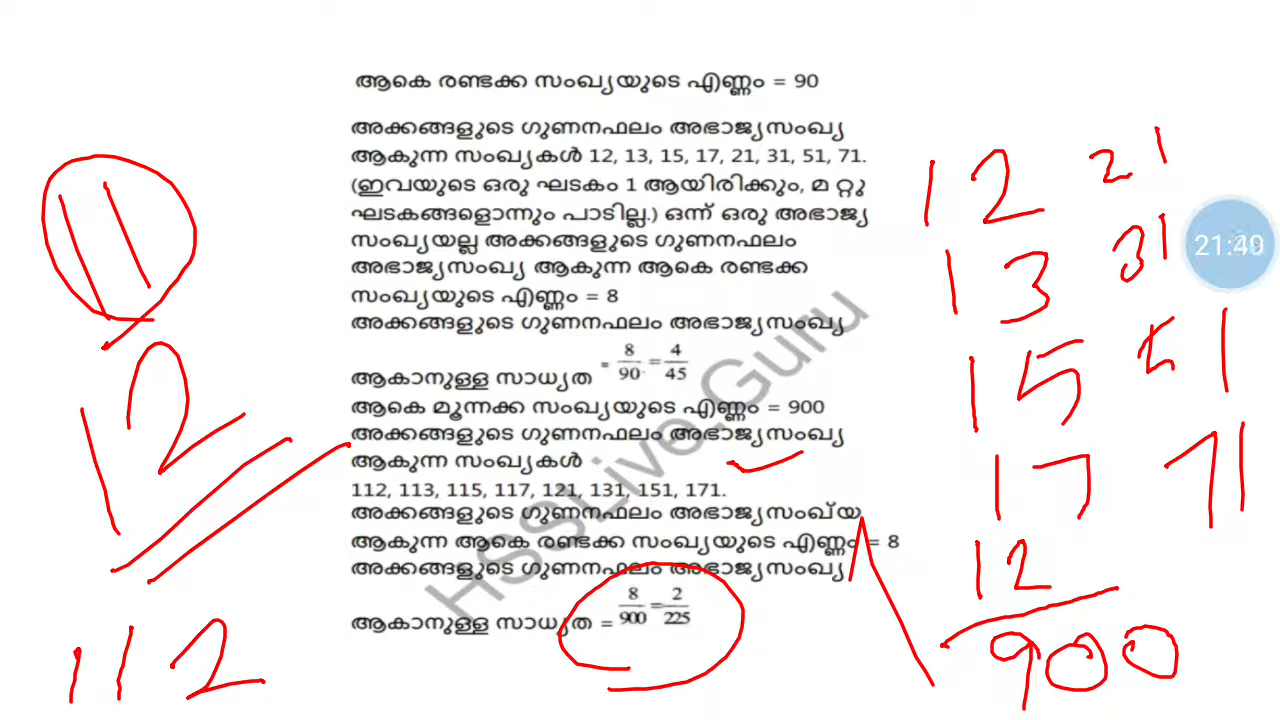 ആകെ രണ്ടക്ക സംഖ്യയുടെ എണ്ണം = 90
അക്കങ്ങളുടെ ഗുണനഫലം അഭാജ്യസംഖ്യ
ആകുന്ന സംഖ്യകൾ 12, 13, 15, 17, 21, 31, 51, 71.
(ഇവയുടെ ഒരു ഘടകം 1 ആയിരിക്കും, മ റ്റു
ഘടകങ്ങളൊന്നും പാടില്ല.) ഒന്ന് ഒരു അഭാജ്യ
സംഖ്യയല്ല അക്കങ്ങളുടെ ഗുണനഫലം
അഭാജ്യസംഖ്യ ആകുന്ന ആകെ രണ്ടക്ക
സംഖ്യയുടെ എണ്ണം = 8
അക്കങ്ങളുടെ ഗുണനഫലം അഭാജ്യസംഖ്യ
ആകാനുള്ള സാധ്യത = 8/90 = 4/45
ആകെ മൂന്നക്ക സംഖ്യയുടെ എണ്ണം = 900
അക്കങ്ങളുടെ ഗുണനഫലം അഭാജ്യസംഖ്യ
ആകുന്ന സംഖ്യകൾ
112, 113, 115, 117, 121, 131, 151, 171.
അക്കങ്ങളുടെ ഗുണനഫലം അഭാജ്യസംഖ്‌യ
ആകുന്ന ആകെ രണ്ടക്ക സംഖ്യയുടെ എണ്ണം = 8
അക്കങ്ങളുടെ ഗുണനഫലം അഭാജ്യസംഖ്യ
ആകാനുള്ള സാധ്യത = 8/900 = 2/225
HSSLive.Guru
11
12
112
12 21
13 31
15 51
17 71
12
900